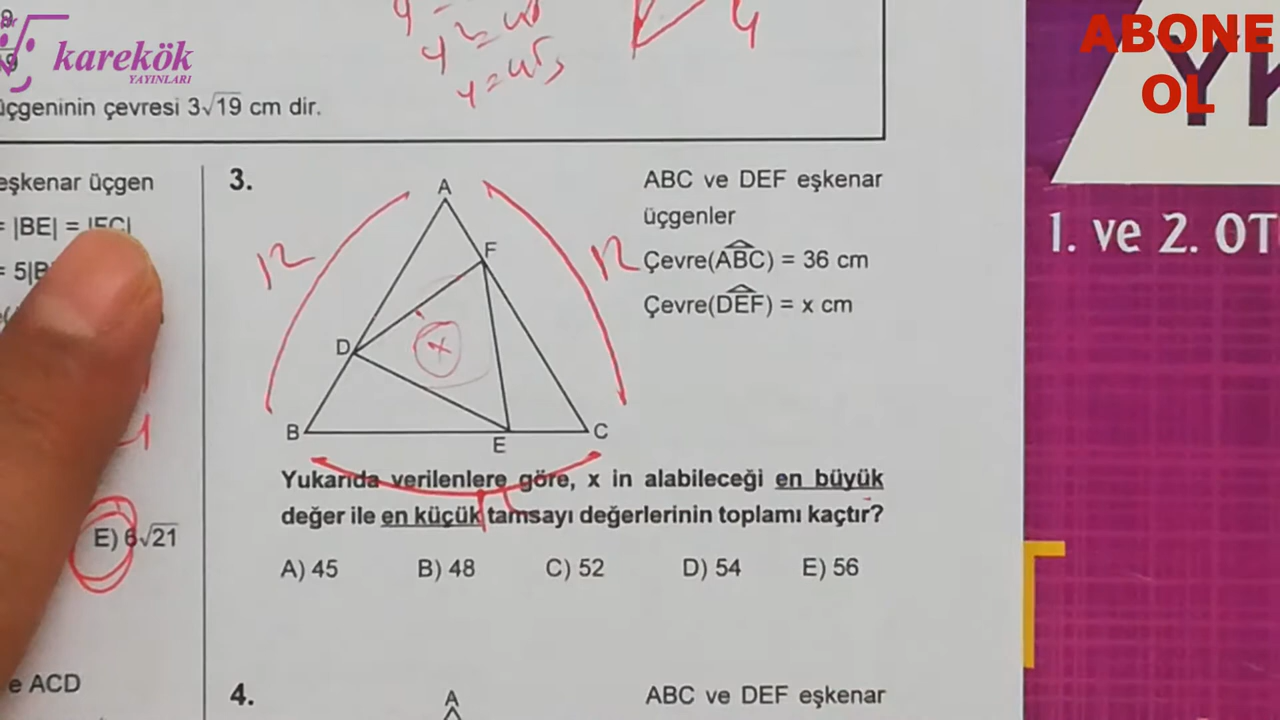 karekök
YAYINLARI
ABONE
OL
üçgeninin çevresi 3√19 cm dir.
eşkenar üçgen
= |BE| = |EC|
= 5|B
E) 6√21
e ACD
3.
A
F
D
B
E
C
12
12
x
ABC ve DEF eşkenar
üçgenler
Çevre(ABC) = 36 cm
Çevre(DEF) = x cm
Yukarıda verilenlere göre, x in alabileceği en büyük
değer ile en küçük tamsayı değerlerinin toplamı kaçtır?
A) 45 B) 48 C) 52 D) 54 E) 56
4.
A
ABC ve DEF eşkenar
1. ve 2. OT